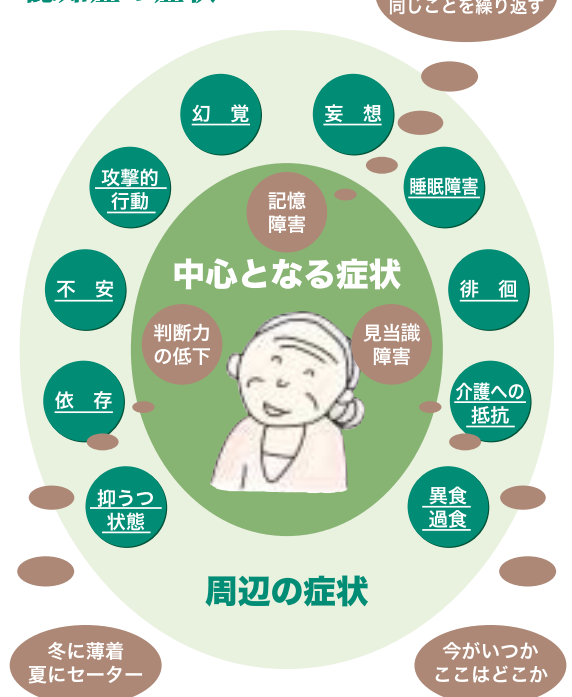 同じことを繰り返す
幻　覚
妄　想
攻撃的
行動
睡眠障害
記憶
障害
中心となる症状
不　安
徘　徊
判断力
の低下
見当識
障害
依　存
介護への
抵抗
抑うつ
状態
異食
過食
周辺の症状
冬に薄着
夏にセーター
今がいつか
ここはどこか